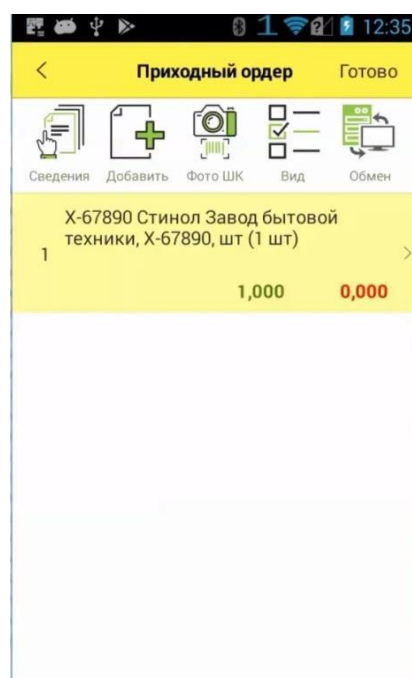 1 12:35
< Приходный ордер Готово
Сведения Добавить Фото ШК Вид Обмен
Х-67890 Стинол Завод бытовой
техники, Х-67890, шт (1 шт)
1
1,000 0,000